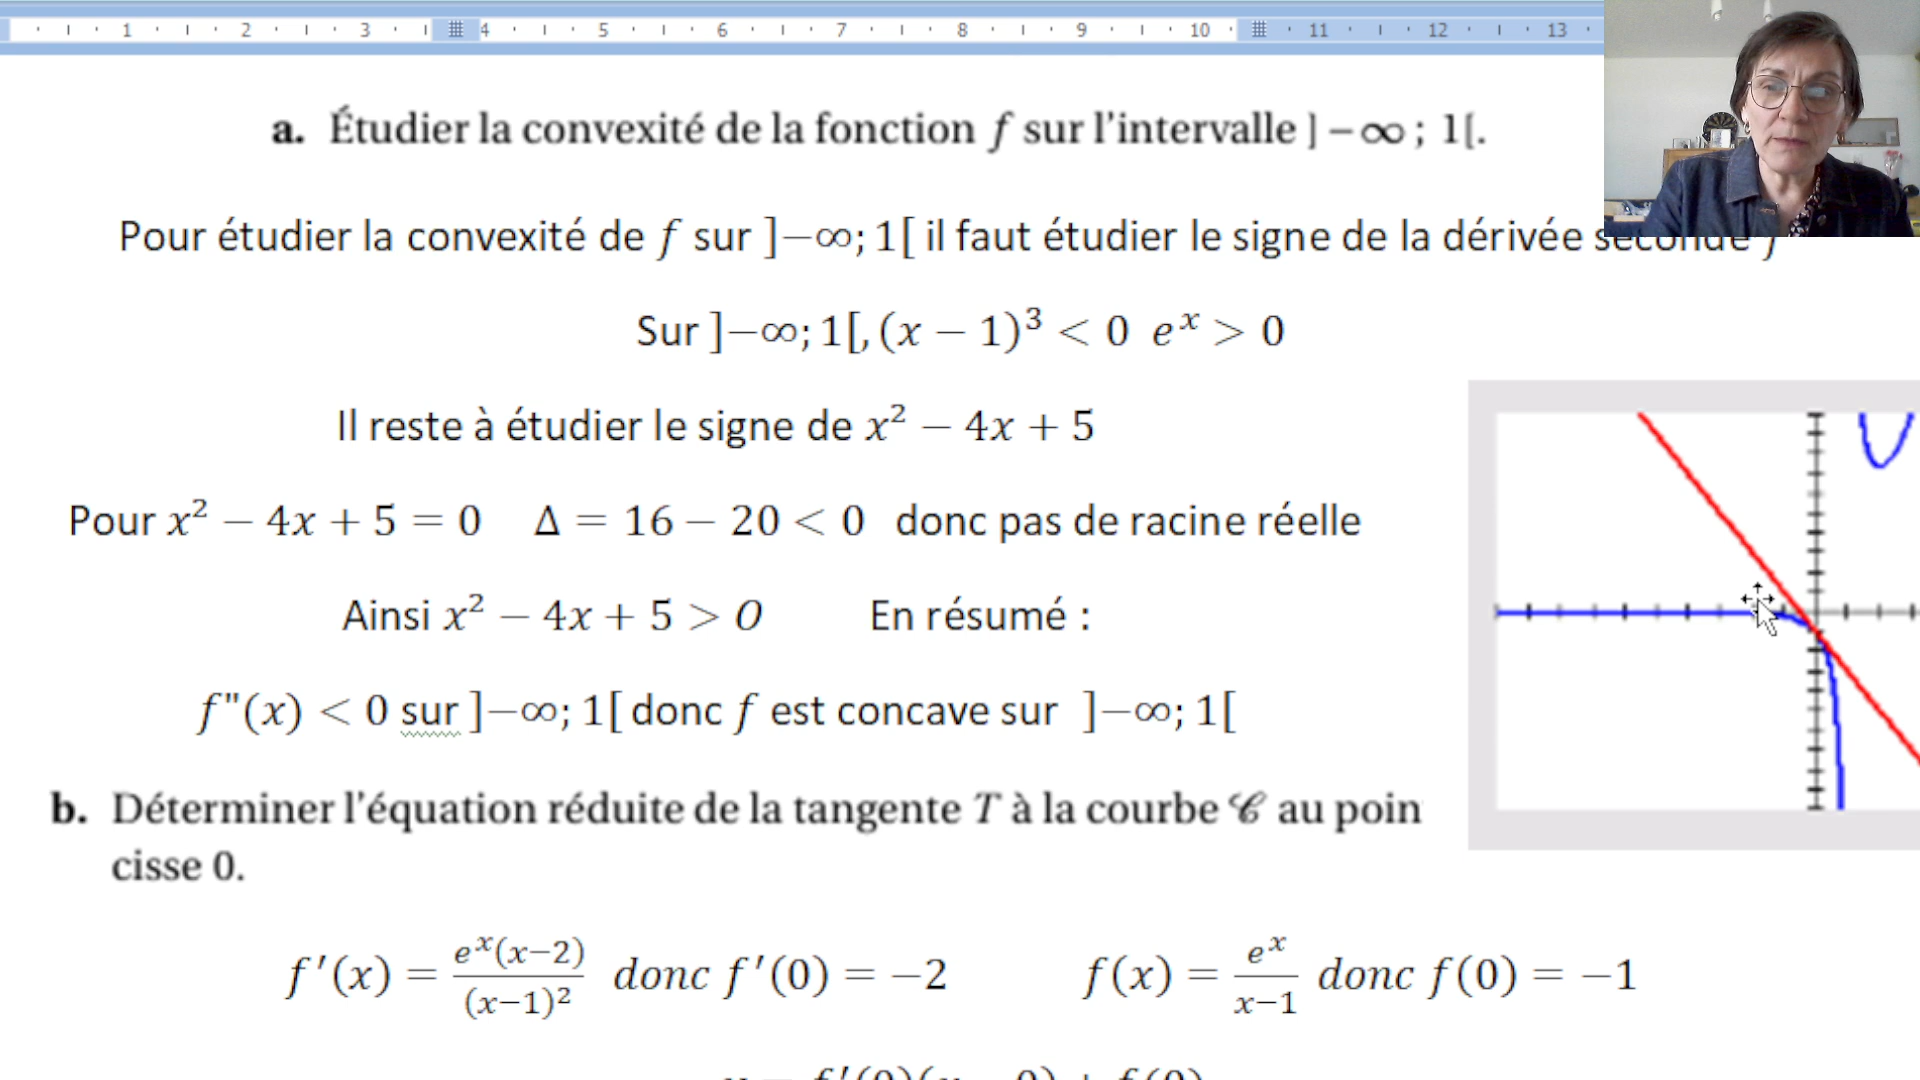 1 2 3 4 5 6 7 8 9 10 11 12 13
a. Étudier la convexité de la fonction f sur l'intervalle ]−∞ ; 1[.
Pour étudier la convexité de f sur ]−∞; 1[ il faut étudier le signe de la dérivée seconde f
Sur ]−∞; 1[, (x − 1)³ < 0 eˣ > 0
Il reste à étudier le signe de x² − 4x + 5
Pour x² − 4x + 5 = 0 Δ = 16 − 20 < 0 donc pas de racine réelle
Ainsi x² − 4x + 5 > O En résumé :
f"(x) < 0 sur ]−∞; 1[ donc f est concave sur ]−∞; 1[
b. Déterminer l'équation réduite de la tangente T à la courbe 𝒞 au poin
cisse 0.
f′(x) = eˣ(x−2)/(x−1)² donc f′(0) = −2 f(x) = eˣ/(x−1) donc f(0) = −1